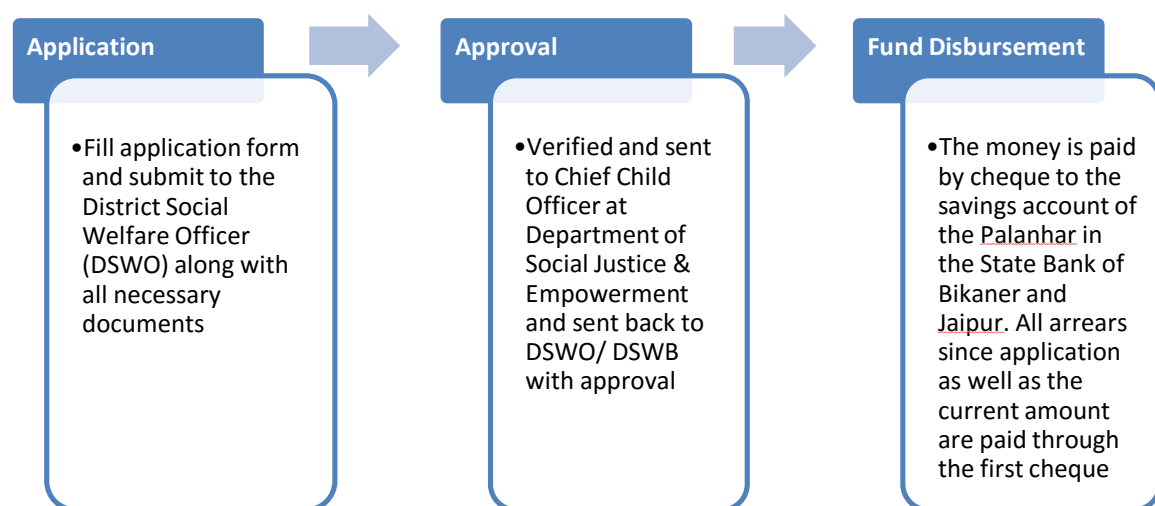 Application
•Fill application form
and submit to the
District Social
Welfare Officer
(DSWO) along with
all necessary
documents
Approval
•Verified and sent
to Chief Child
Officer at
Department of
Social Justice &
Empowerment
and sent back to
DSWO/ DSWB
with approval
Fund Disbursement
•The money is paid
by cheque to the
savings account of
the Palanhar in
the State Bank of
Bikaner and
Jaipur. All arrears
since application
as well as the
current amount
are paid through
the first cheque